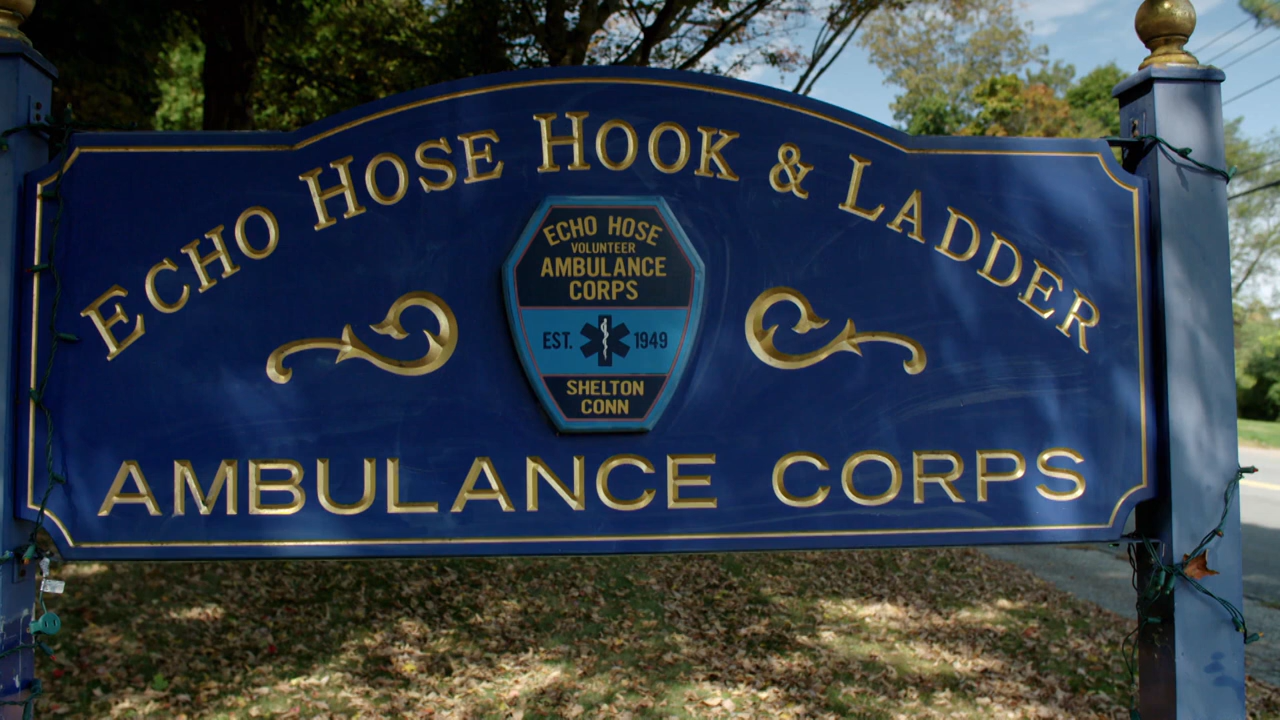 ECHO HOSE HOOK & LADDER
ECHO HOSE
VOLUNTEER
AMBULANCE
CORPS
EST. 1949
SHELTON
CONN
AMBULANCE CORPS